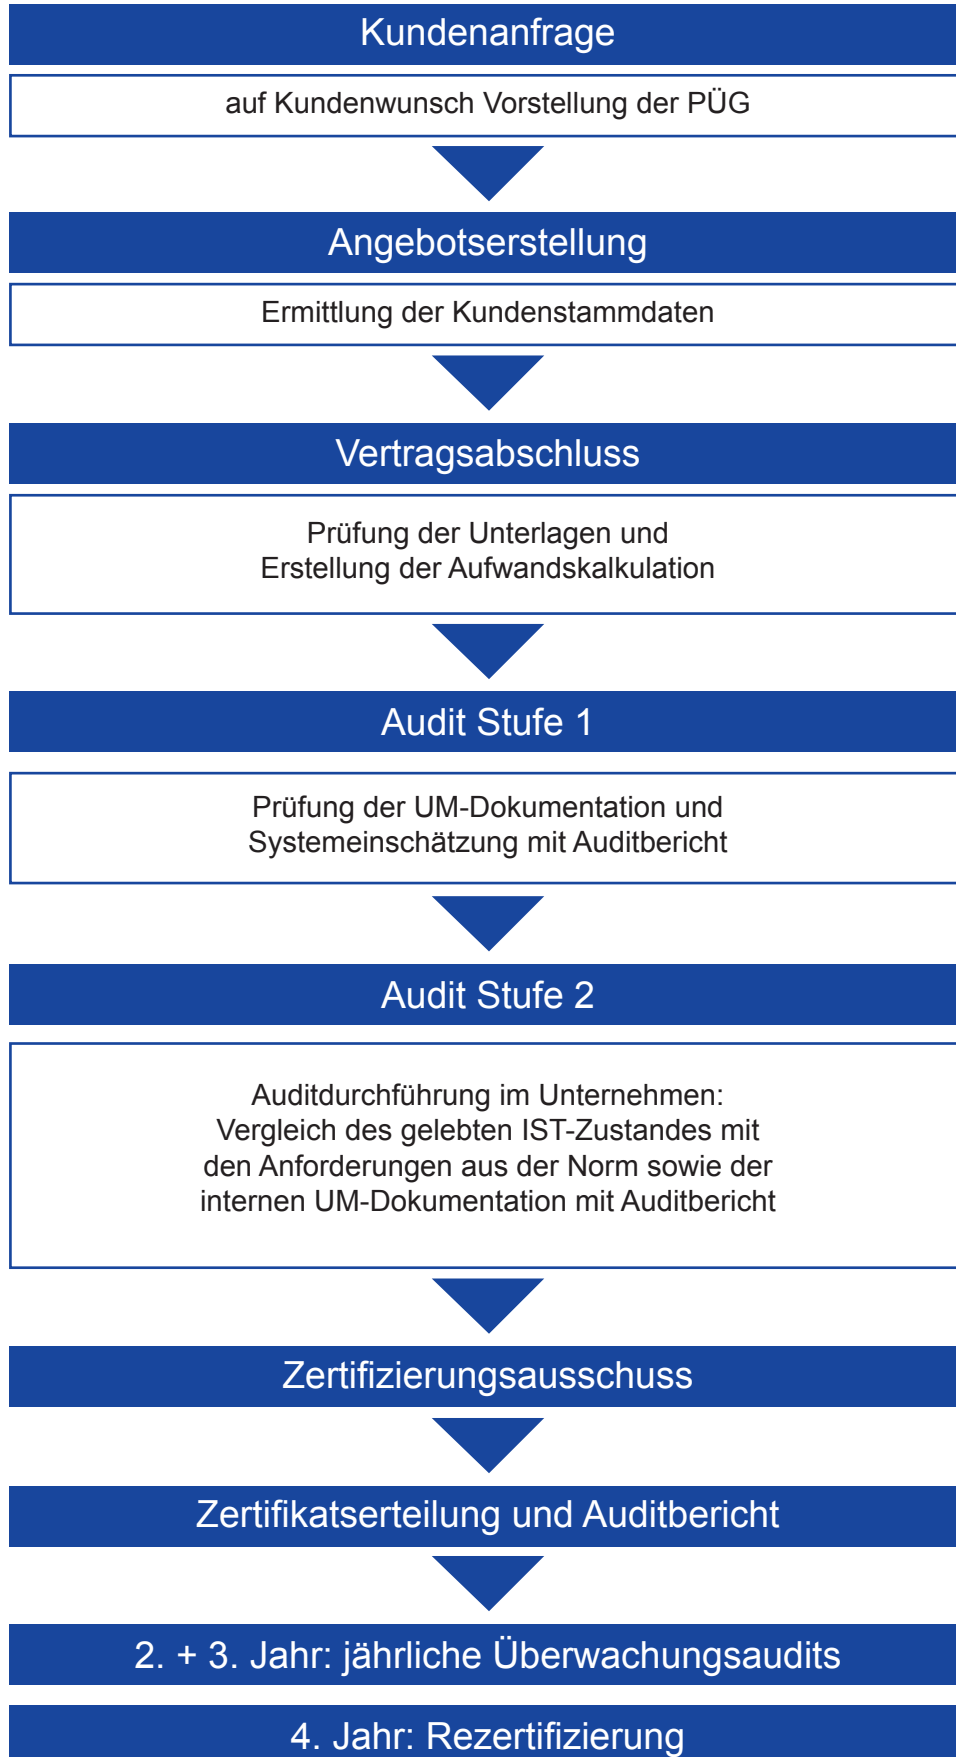 Kundenanfrage
auf Kundenwunsch Vorstellung der PÜG
Angebotserstellung
Ermittlung der Kundenstammdaten
Vertragsabschluss
Prüfung der Unterlagen und
Erstellung der Aufwandskalkulation
Audit Stufe 1
Prüfung der UM-Dokumentation und
Systemeinschätzung mit Auditbericht
Audit Stufe 2
Auditdurchführung im Unternehmen:
Vergleich des gelebten IST-Zustandes mit
den Anforderungen aus der Norm sowie der
internen UM-Dokumentation mit Auditbericht
Zertifizierungsausschuss
Zertifikatserteilung und Auditbericht
2. + 3. Jahr: jährliche Überwachungsaudits
4. Jahr: Rezertifizierung